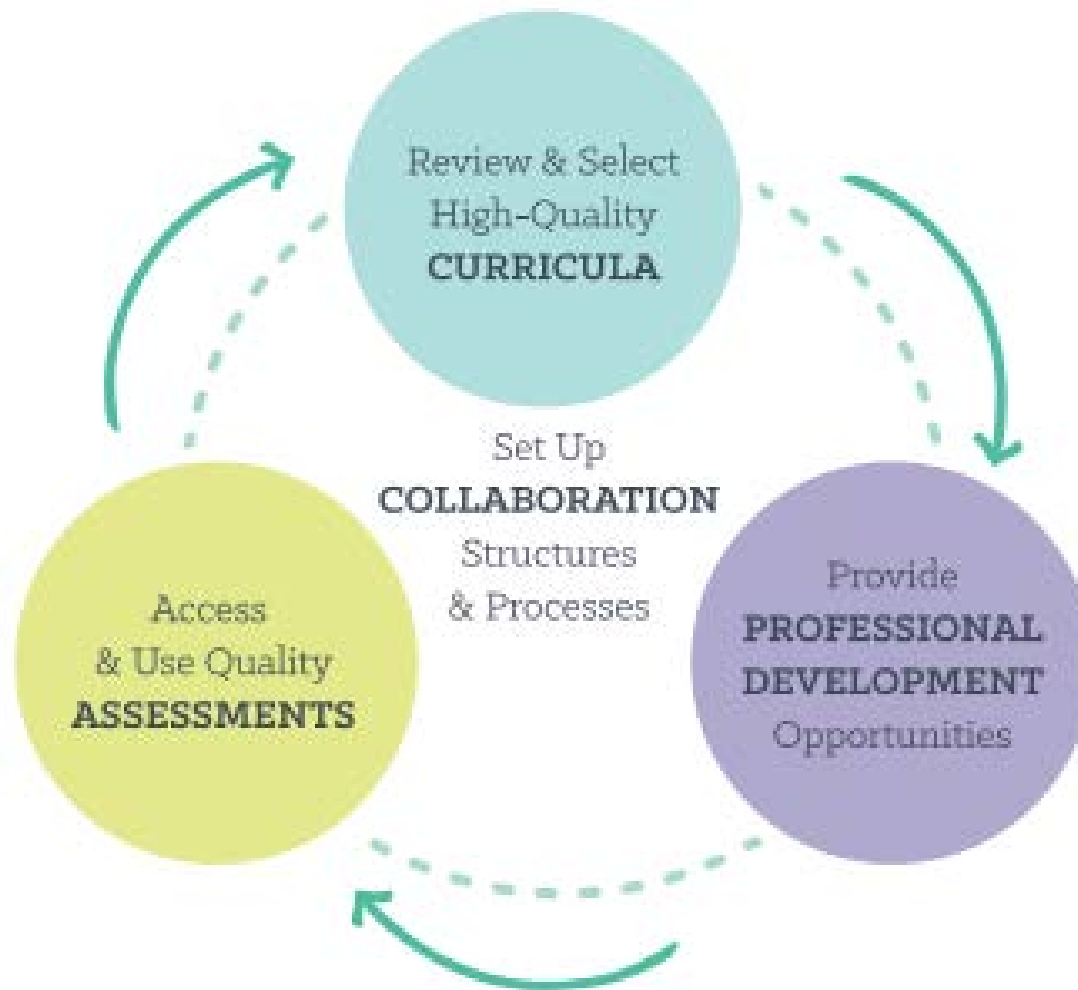 Review & Select
High-Quality
CURRICULA
Set Up
COLLABORATION
Structures
& Processes
Access
& Use Quality
ASSESSMENTS
Provide
PROFESSIONAL
DEVELOPMENT
Opportunities